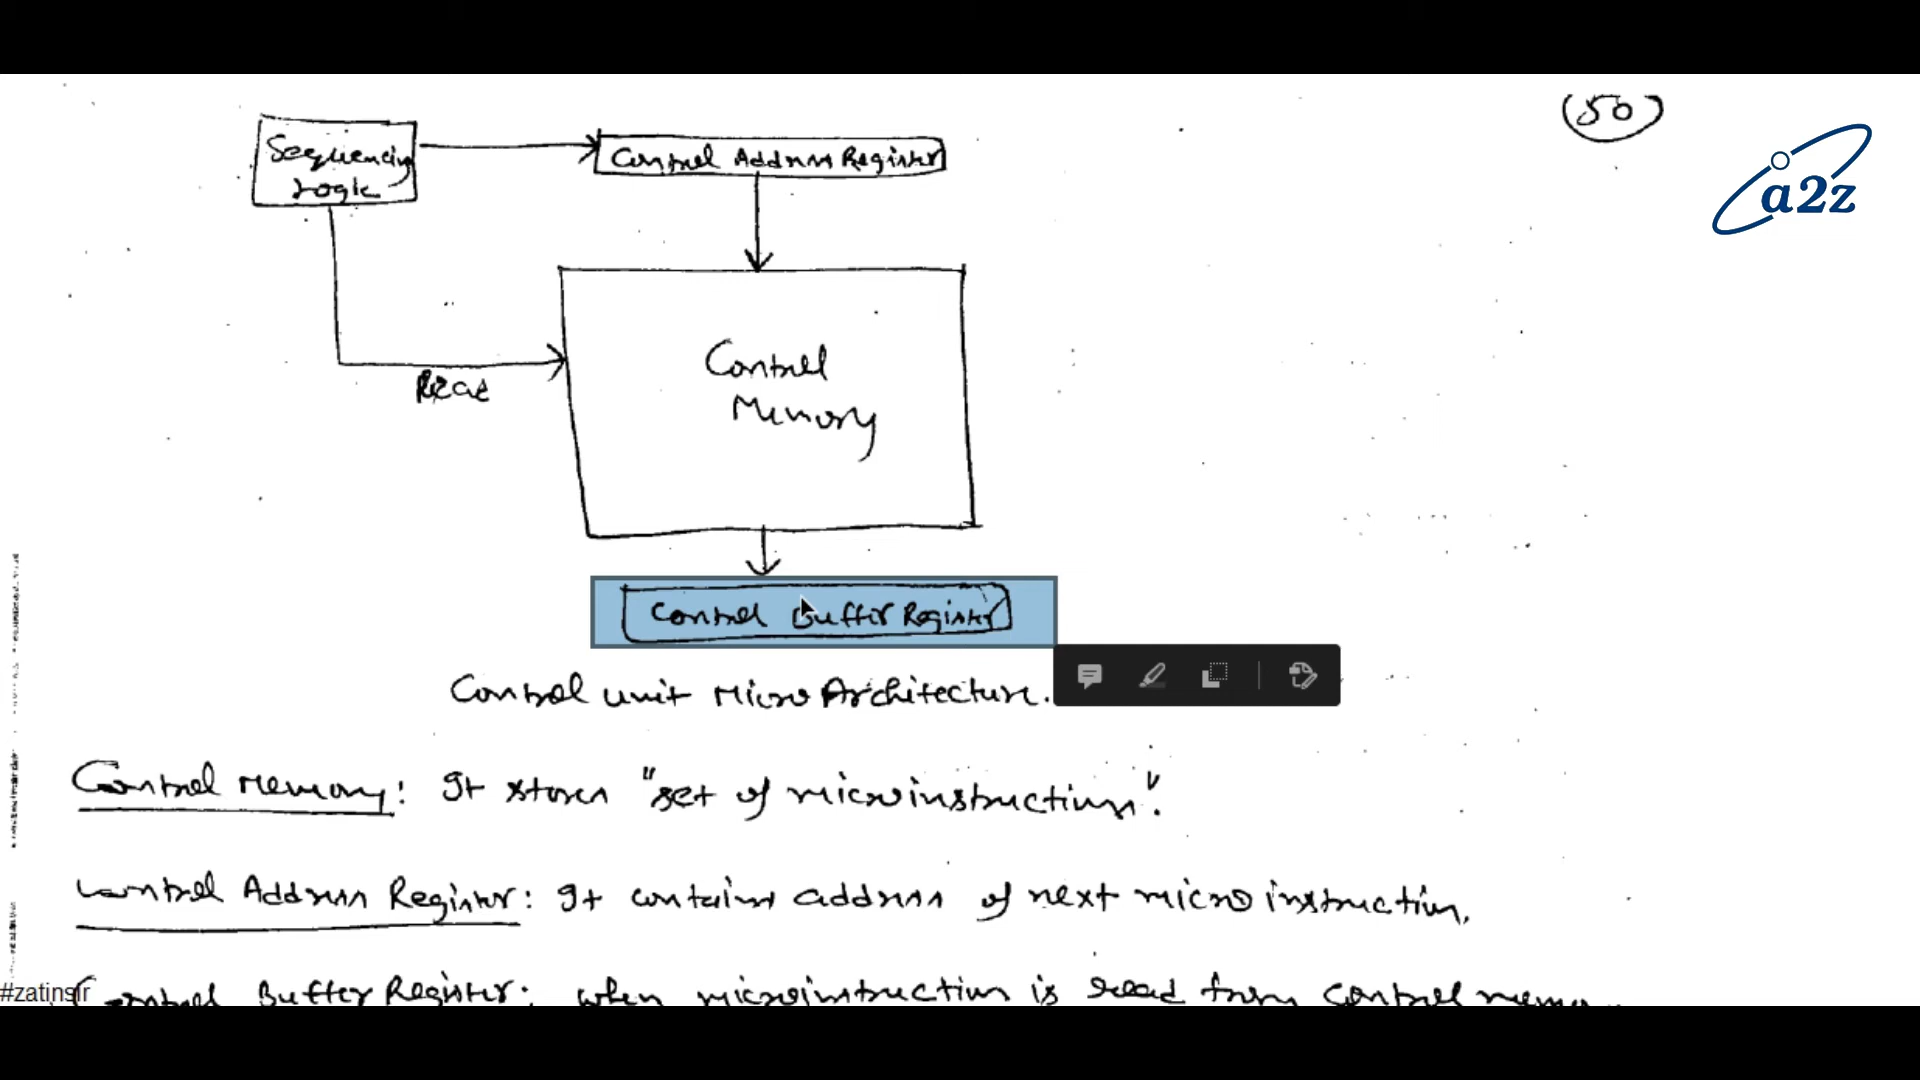 50
a2z
Sequencing
Logic
Control Address Register
Read
Control
Memory
Control Buffer Register
Control unit Micro Architecture.
Control Memory: It stores "set of microinstructions".
Control Address Register: It contains address of next micro instruction.
#zatinsir
Control Buffer Register: when microinstruction is read from control memo